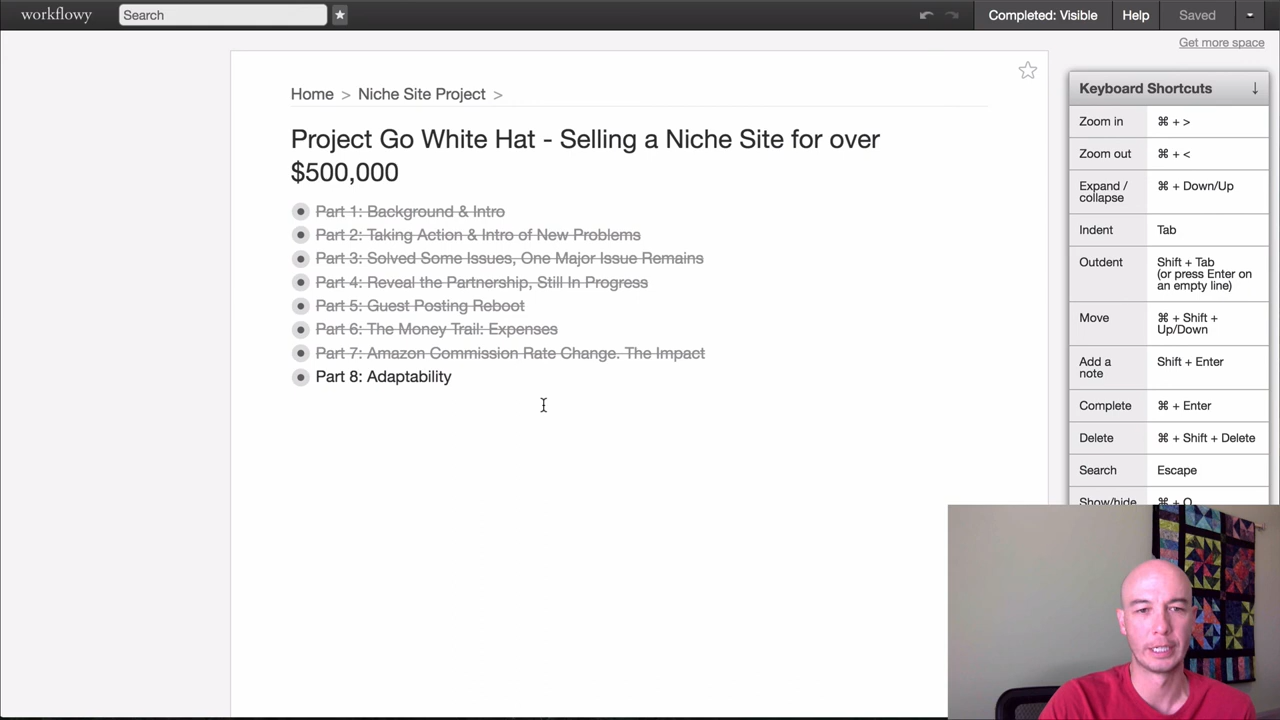 workflowy Search Completed: Visible Help Saved
Get more space
Home > Niche Site Project >
Project Go White Hat - Selling a Niche Site for over
$500,000
Part 1: Background & Intro
Part 2: Taking Action & Intro of New Problems
Part 3: Solved Some Issues, One Major Issue Remains
Part 4: Reveal the Partnership, Still In Progress
Part 5: Guest Posting Reboot
Part 6: The Money Trail: Expenses
Part 7: Amazon Commission Rate Change. The Impact
Part 8: Adaptability
Keyboard Shortcuts ↓
Zoom in ⌘ + >
Zoom out ⌘ + <
Expand / ⌘ + Down/Up
collapse
Indent Tab
Outdent Shift + Tab
(or press Enter on
an empty line)
Move ⌘ + Shift +
Up/Down
Add a Shift + Enter
note
Complete ⌘ + Enter
Delete ⌘ + Shift + Delete
Search Escape
Show/hide ⌘ + O